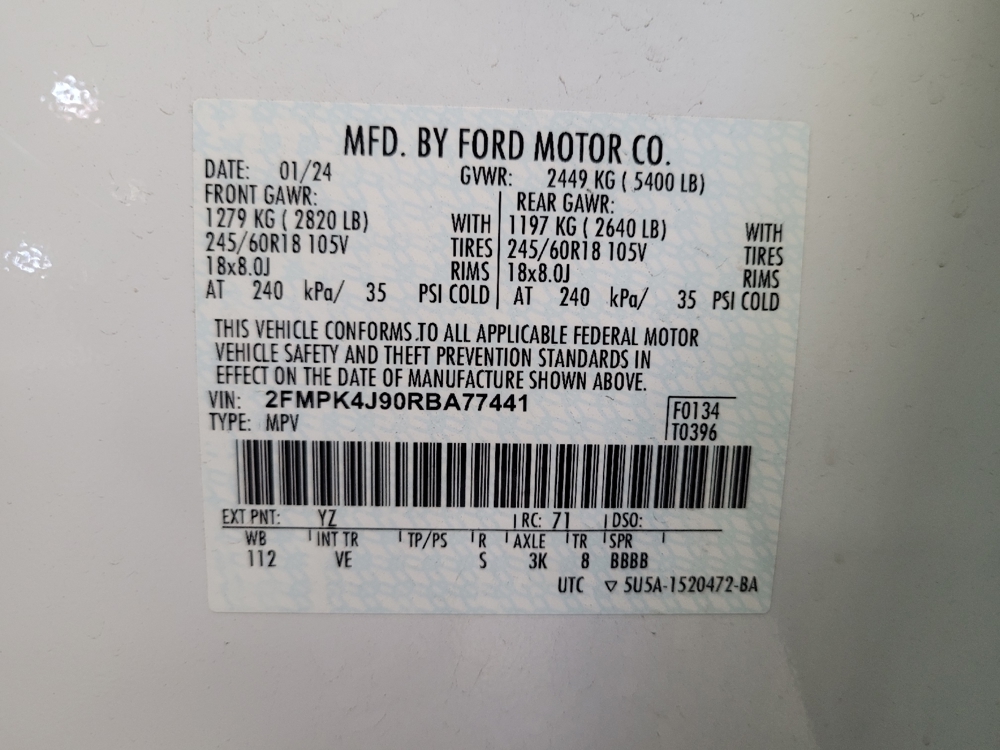 MFD. BY FORD MOTOR CO.
DATE: 01/24 GVWR: 2449 KG ( 5400 LB)
FRONT GAWR: REAR GAWR:
1279 KG ( 2820 LB) WITH 1197 KG ( 2640 LB) WITH
245/60R18 105V TIRES 245/60R18 105V TIRES
18x8.0J RIMS 18x8.0J RIMS
AT 240 kPa/ 35 PSI COLD AT 240 kPa/ 35 PSI COLD
THIS VEHICLE CONFORMS TO ALL APPLICABLE FEDERAL MOTOR
VEHICLE SAFETY AND THEFT PREVENTION STANDARDS IN
EFFECT ON THE DATE OF MANUFACTURE SHOWN ABOVE.
VIN: 2FMPK4J90RBA77441 F0134
TYPE: MPV T0396
EXT PNT: YZ RC: 71 DSO:
WB INT TR TP/PS R AXLE TR SPR
112 VE S 3K 8 BBBB
UTC ▽ 5U5A-1520472-BA